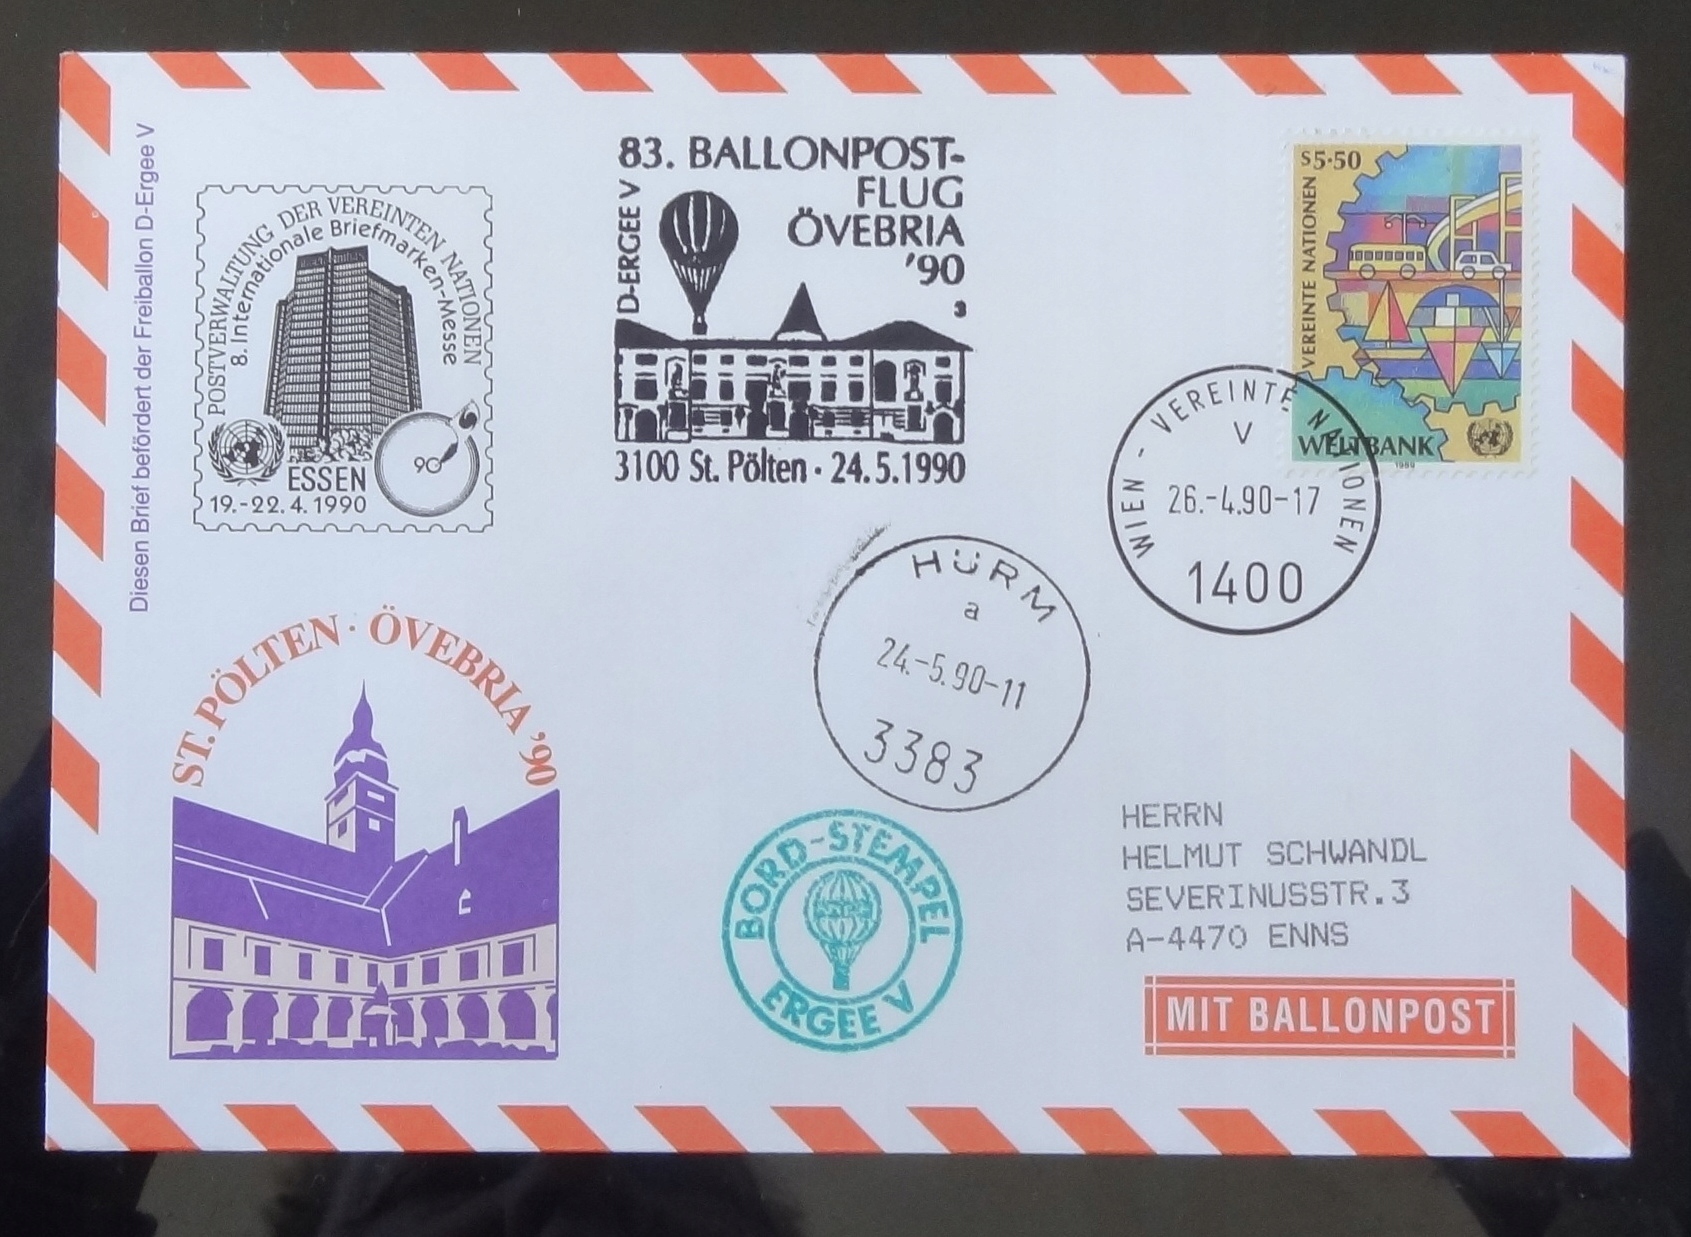 Diesen Brief befördert der Freiballon D-Ergee V
POSTVERWALTUNG DER VEREINTEN NATIONEN
8. Internationale Briefmarken-Messe
90
ESSEN
19.-22.4.1990
83. BALLONPOST-
FLUG
ÖVEBRIA
'90
D-ERGEE V
3
3100 St. Pölten · 24.5.1990
S5·50
VEREINTE NATIONEN
WELTBANK
1989
WIEN - VEREINTE NATIONEN
V
26.-4.90-17
1400
HÜRM
a
24.-5.90-11
3383
ST. PÖLTEN · ÖVEBRIA '90
BORD-STEMPEL
ERGEE V
HERRN
HELMUT SCHWANDL
SEVERINUSSTR.3
A-4470 ENNS
MIT BALLONPOST